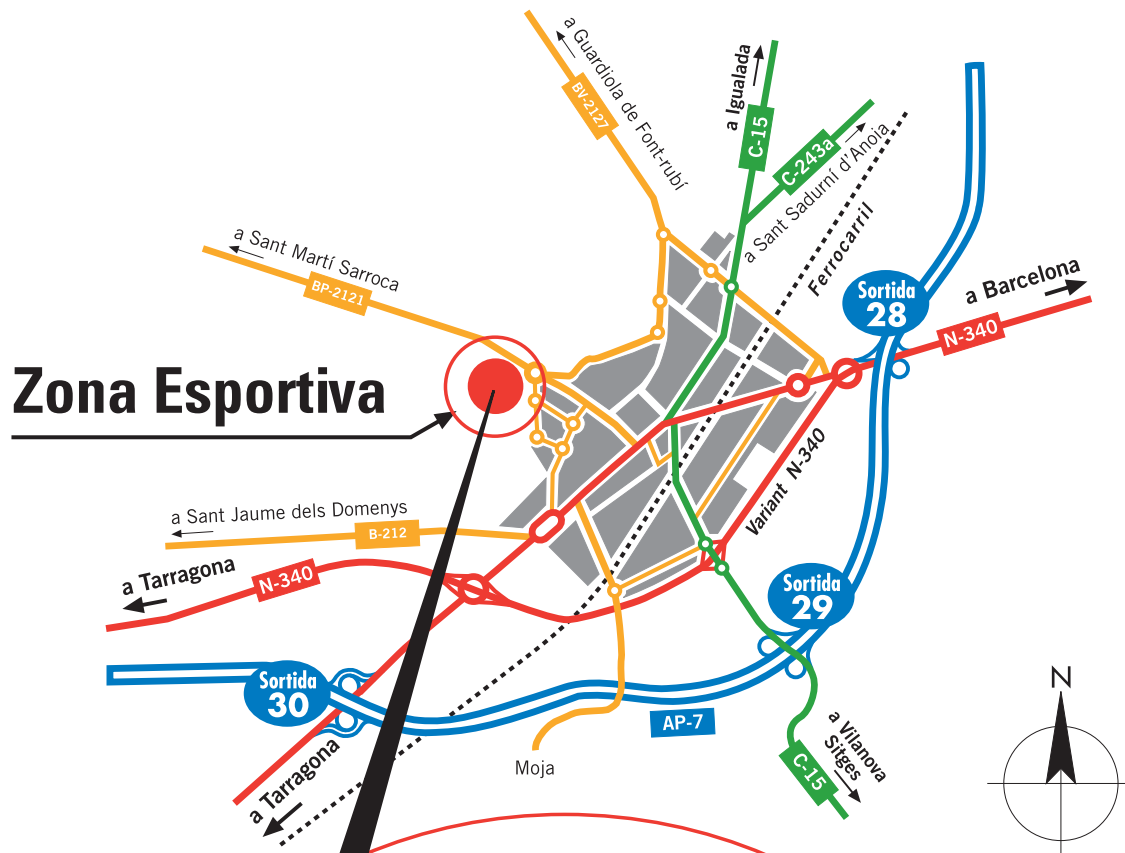 a Guardiola de Font-rubí
BV-2127
a Igualada
C-15
C-243a
a Sant Sadurní d'Anoia
Ferrocarril
a Sant Martí Sarroca
BP-2121
Sortida
28
a Barcelona
N-340
Zona Esportiva
Variant N-340
a Sant Jaume dels Domenys
B-212
a Tarragona
N-340
Sortida
29
Sortida
30
AP-7
a Tarragona
Moja
a Vilanova
Sitges
C-15
N